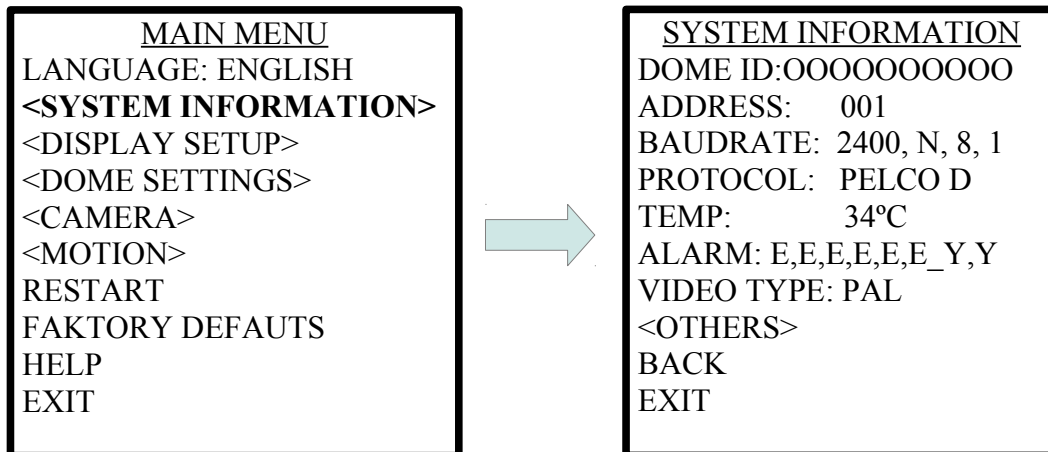 MAIN MENU
LANGUAGE: ENGLISH
<SYSTEM INFORMATION>
<DISPLAY SETUP>
<DOME SETTINGS>
<CAMERA>
<MOTION>
RESTART
FAKTORY DEFAUTS
HELP
EXIT
SYSTEM INFORMATION
DOME ID:OOOOOOOOOO
ADDRESS: 001
BAUDRATE: 2400, N, 8, 1
PROTOCOL: PELCO D
TEMP: 34ºC
ALARM: E,E,E,E,E,E_Y,Y
VIDEO TYPE: PAL
<OTHERS>
BACK
EXIT